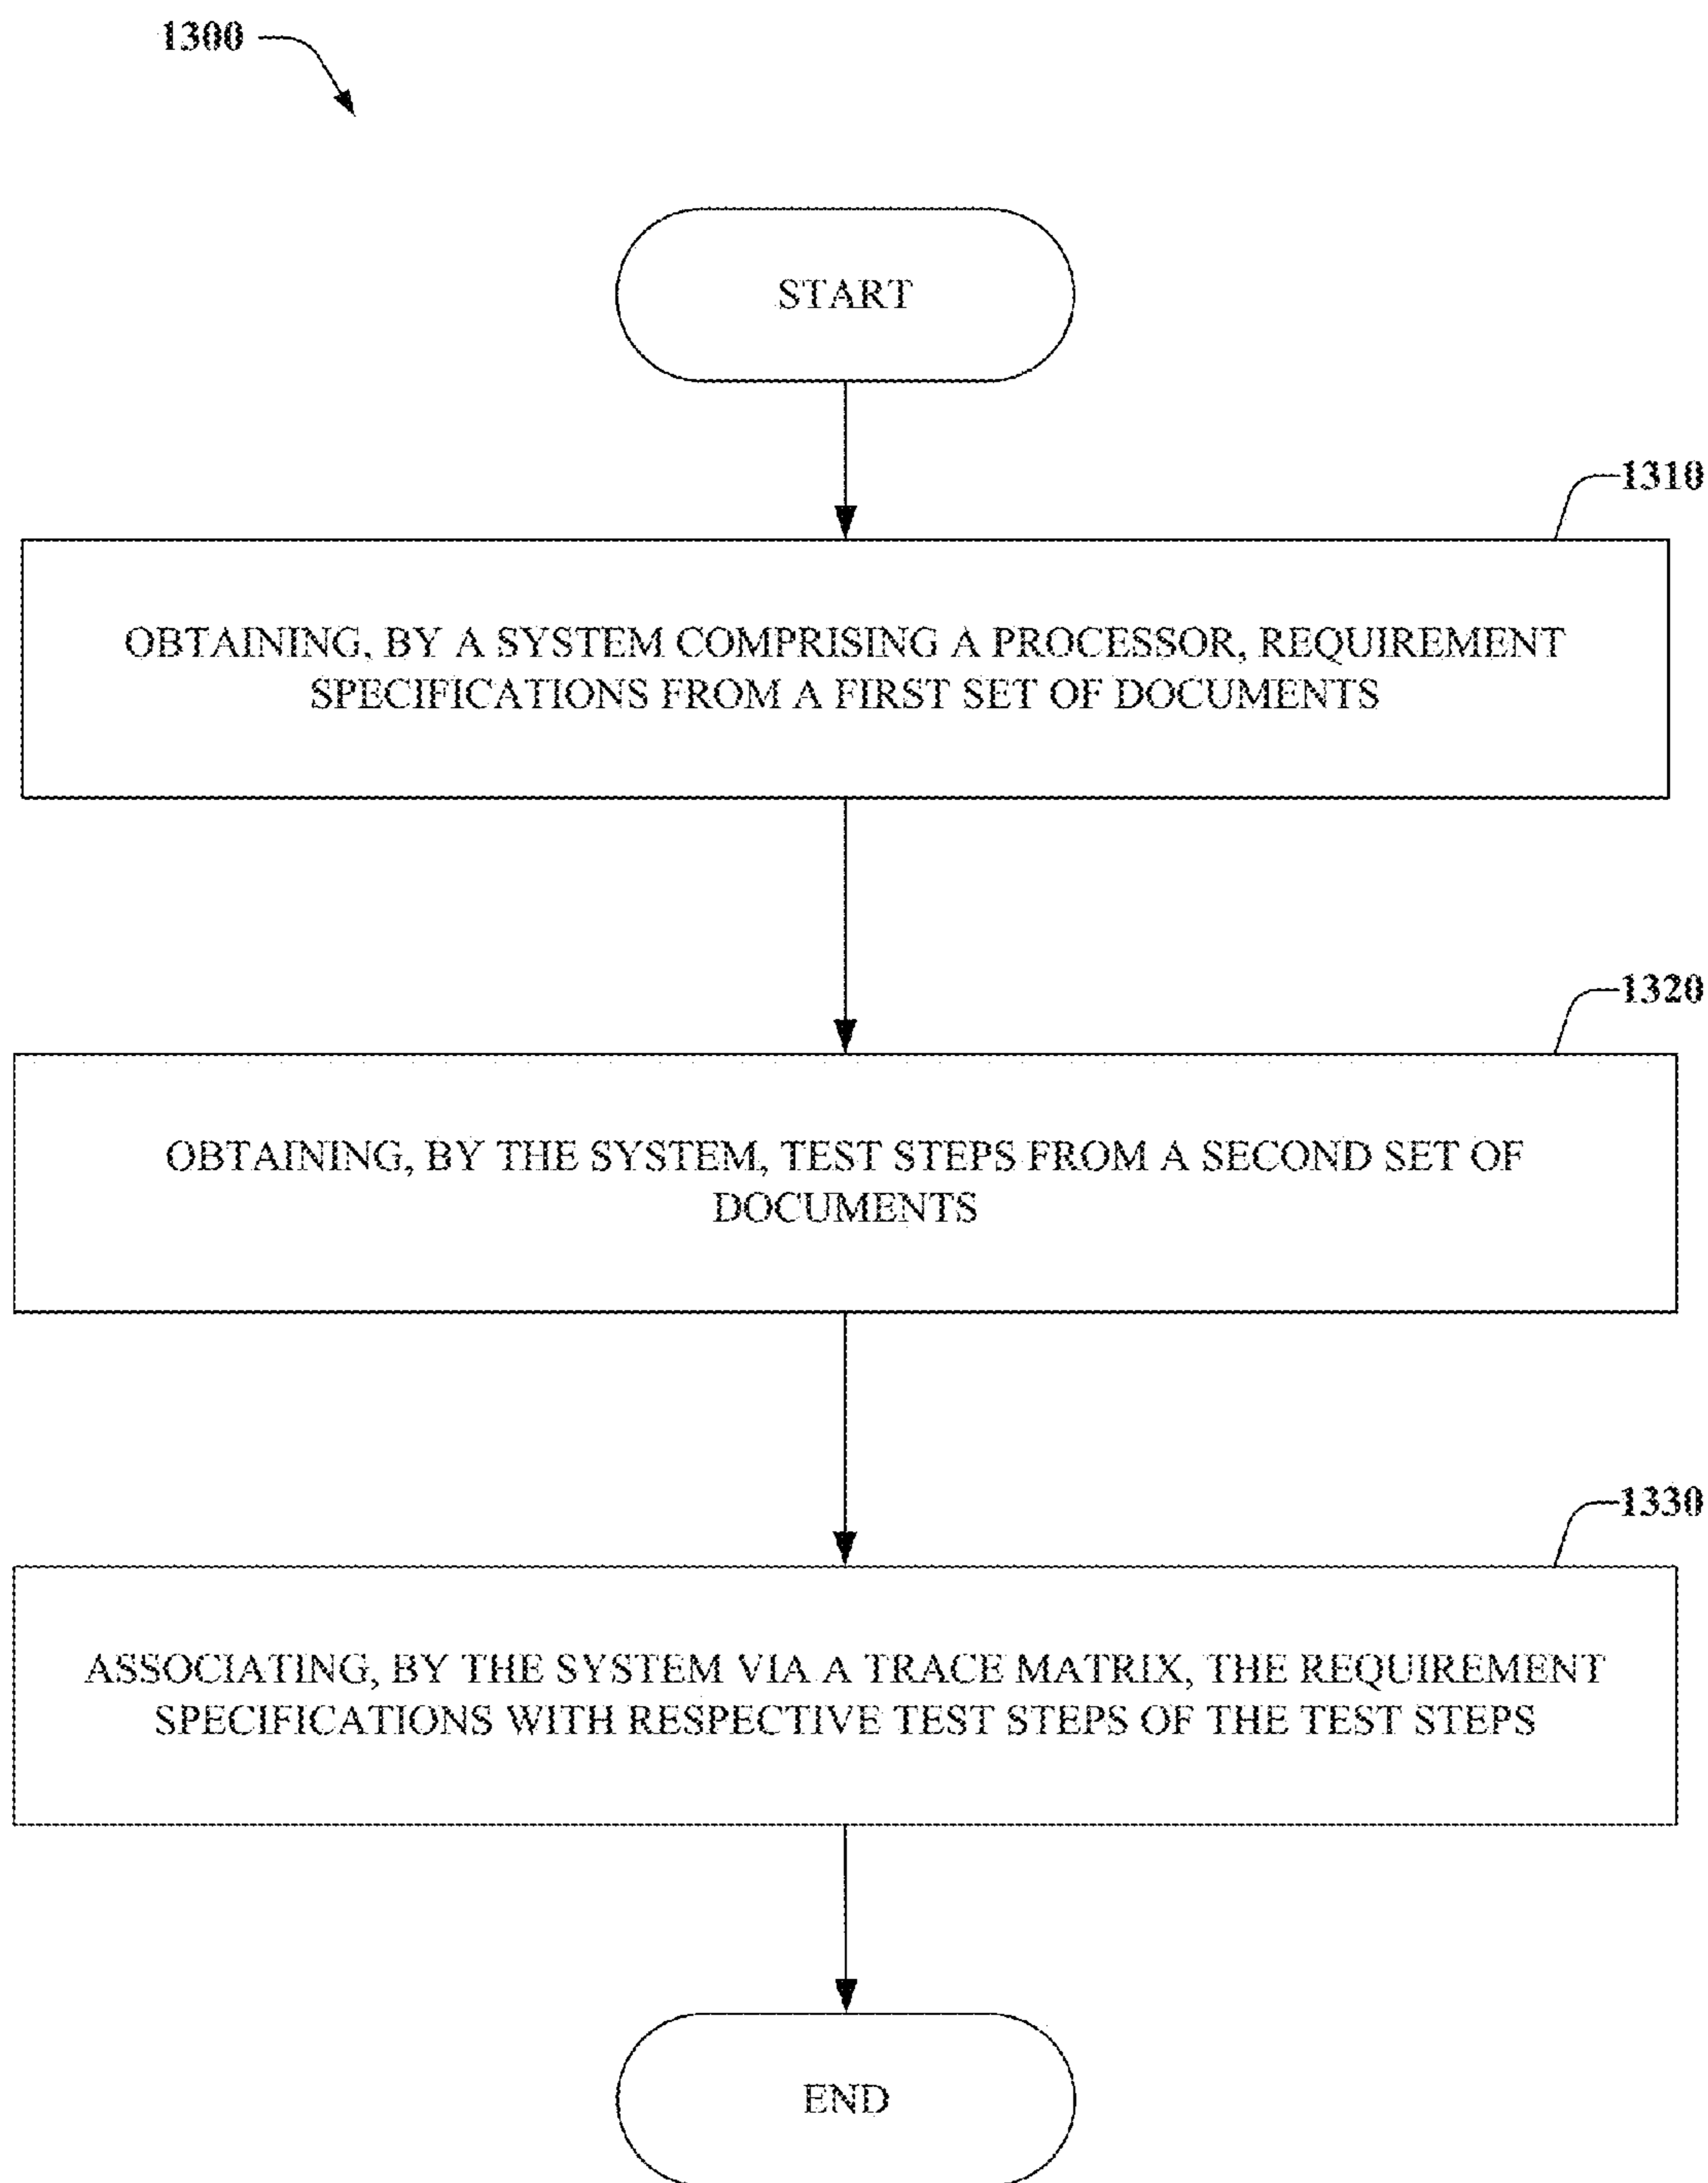 1300
START
1310
OBTAINING, BY A SYSTEM COMPRISING A PROCESSOR, REQUIREMENT
SPECIFICATIONS FROM A FIRST SET OF DOCUMENTS
1320
OBTAINING, BY THE SYSTEM, TEST STEPS FROM A SECOND SET OF
DOCUMENTS
1330
ASSOCIATING, BY THE SYSTEM VIA A TRACE MATRIX, THE REQUIREMENT
SPECIFICATIONS WITH RESPECTIVE TEST STEPS OF THE TEST STEPS
END